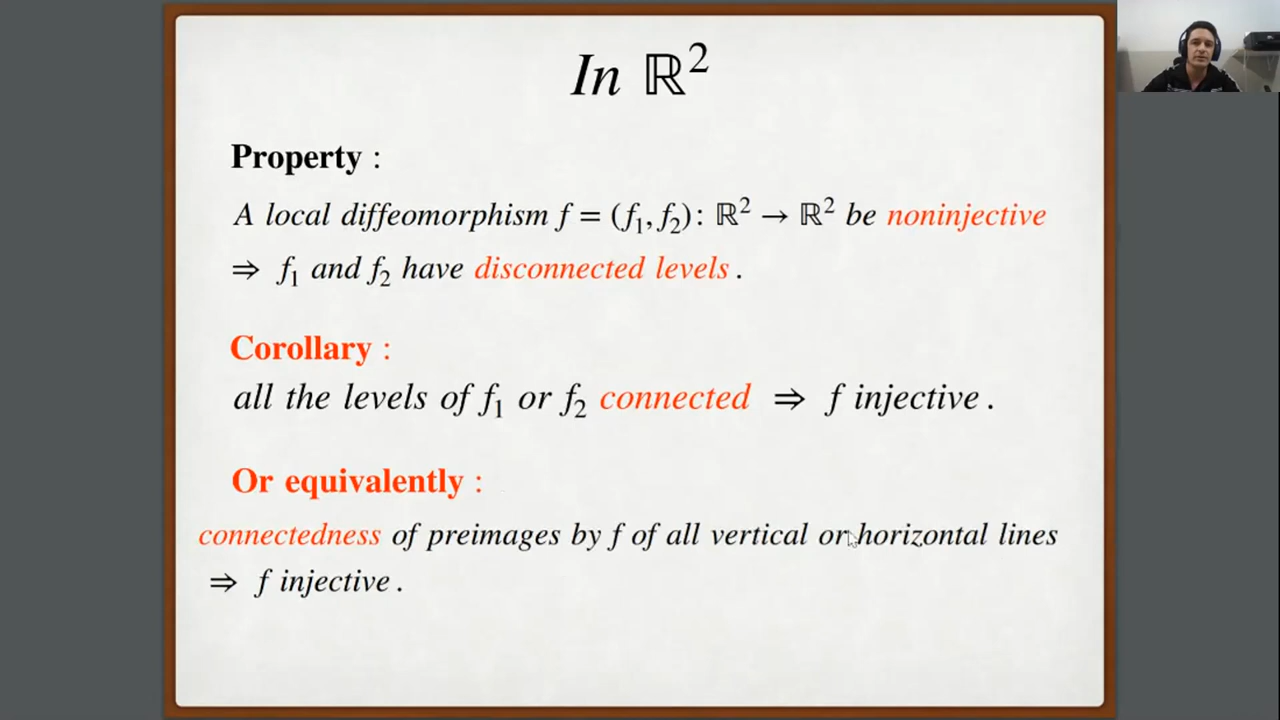 In ℝ²
Property :
A local diffeomorphism f = (f₁, f₂): ℝ² → ℝ² be noninjective
⇒ f₁ and f₂ have disconnected levels .
Corollary :
all the levels of f₁ or f₂ connected ⇒ f injective .
Or equivalently :
connectedness of preimages by f of all vertical or horizontal lines
⇒ f injective .